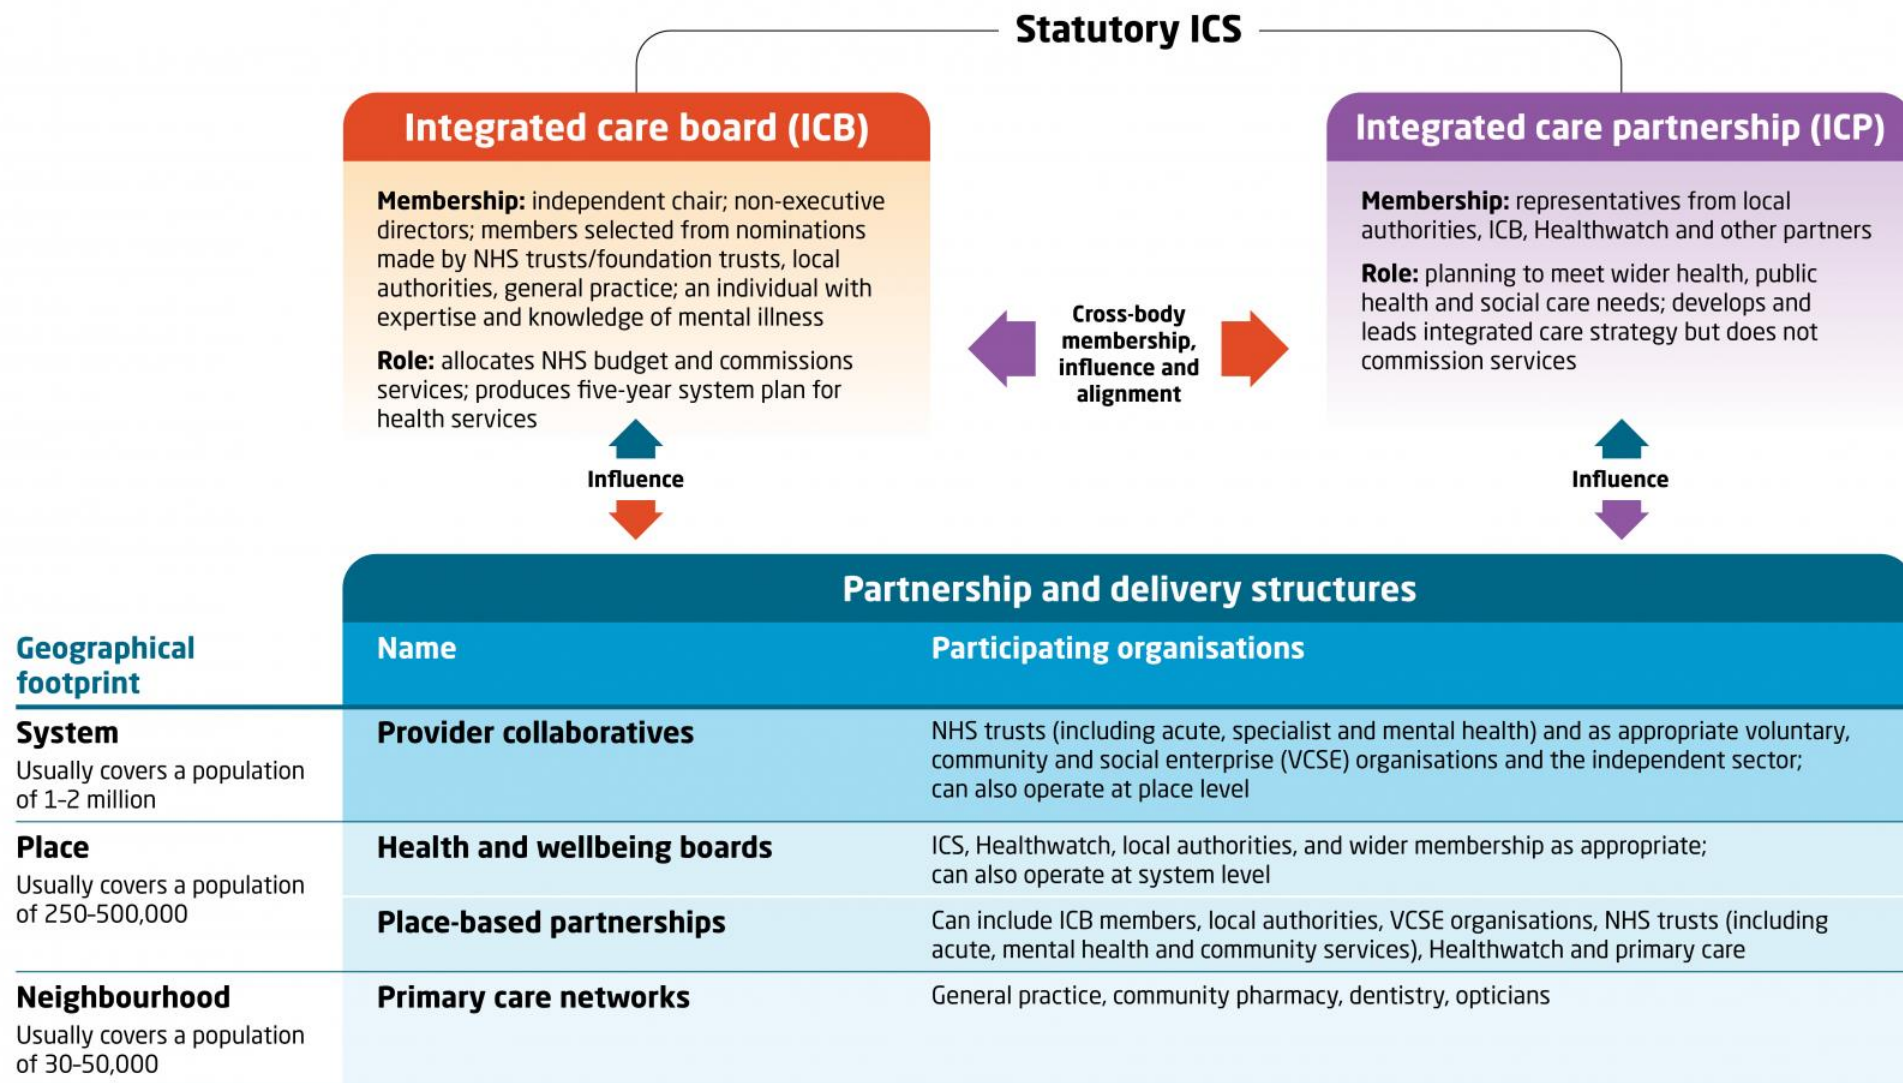 Statutory ICS
Integrated care board (ICB)
Membership: independent chair; non-executive
directors; members selected from nominations
made by NHS trusts/foundation trusts, local
authorities, general practice; an individual with
expertise and knowledge of mental illness
Role: allocates NHS budget and commissions
services; produces five-year system plan for
health services
Cross-body
membership,
influence and
alignment
Integrated care partnership (ICP)
Membership: representatives from local
authorities, ICB, Healthwatch and other partners
Role: planning to meet wider health, public
health and social care needs; develops and
leads integrated care strategy but does not
commission services
Influence
Influence
Partnership and delivery structures
Geographical
footprint
Name
Participating organisations
System
Usually covers a population
of 1–2 million
Provider collaboratives
NHS trusts (including acute, specialist and mental health) and as appropriate voluntary,
community and social enterprise (VCSE) organisations and the independent sector;
can also operate at place level
Place
Usually covers a population
of 250–500,000
Health and wellbeing boards
ICS, Healthwatch, local authorities, and wider membership as appropriate;
can also operate at system level
Place-based partnerships
Can include ICB members, local authorities, VCSE organisations, NHS trusts (including
acute, mental health and community services), Healthwatch and primary care
Neighbourhood
Usually covers a population
of 30–50,000
Primary care networks
General practice, community pharmacy, dentistry, opticians